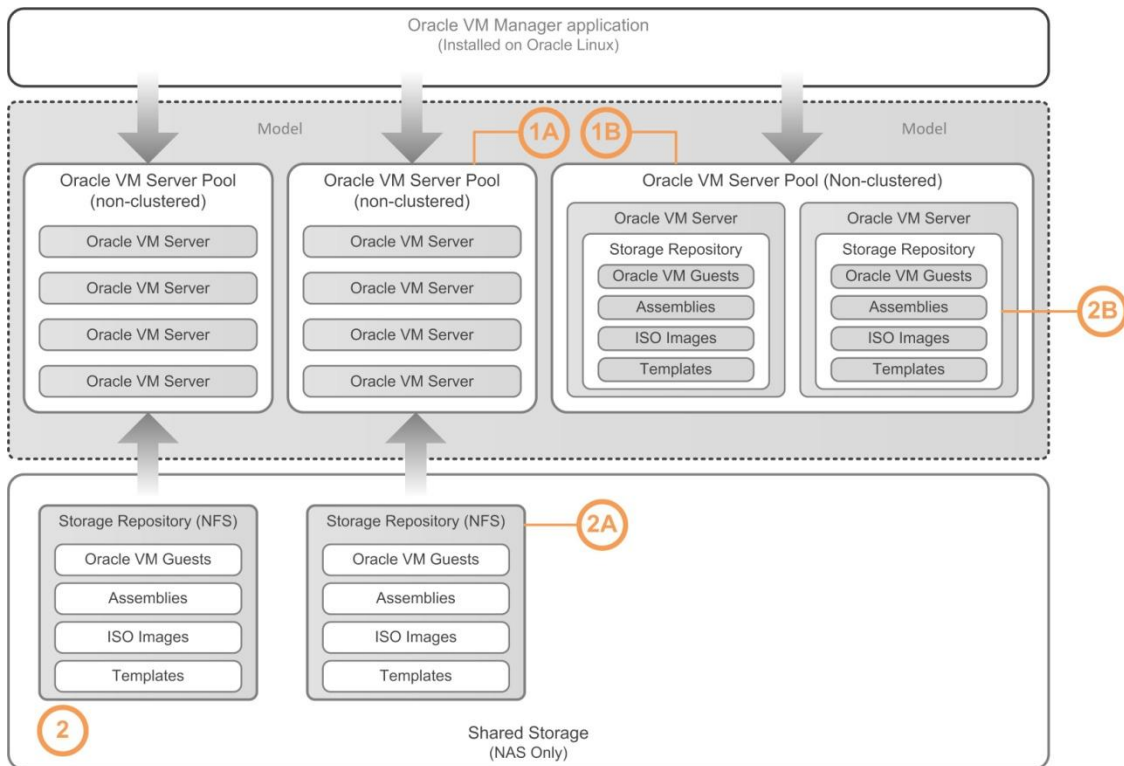 Oracle VM Manager application
(Installed on Oracle Linux)
Model
1A
1B
Model
Oracle VM Server Pool
(non-clustered)
Oracle VM Server
Oracle VM Server
Oracle VM Server
Oracle VM Server
Oracle VM Server Pool
(non-clustered)
Oracle VM Server
Oracle VM Server
Oracle VM Server
Oracle VM Server
Oracle VM Server Pool (Non-clustered)
Oracle VM Server
Storage Repository
Oracle VM Guests
Assemblies
ISO Images
Templates
Oracle VM Server
Storage Repository
Oracle VM Guests
Assemblies
ISO Images
Templates
2B
Storage Repository (NFS)
Oracle VM Guests
Assemblies
ISO Images
Templates
2
Storage Repository (NFS)
Oracle VM Guests
Assemblies
ISO Images
Templates
2A
Shared Storage
(NAS Only)